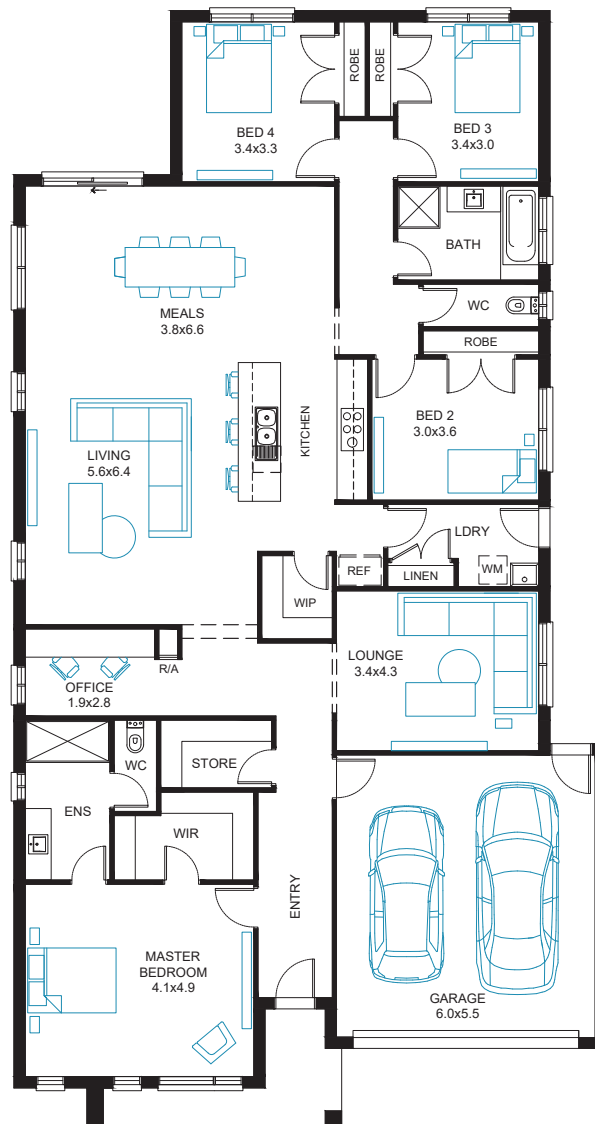 ROBE
ROBE
BED 4
3.4x3.3
BED 3
3.4x3.0
BATH
WC
MEALS
3.8x6.6
ROBE
BED 2
3.0x3.6
KITCHEN
LIVING
5.6x6.4
LDRY
REF
LINEN
WM
WIP
LOUNGE
3.4x4.3
R/A
OFFICE
1.9x2.8
WC
STORE
ENS
WIR
ENTRY
MASTER
BEDROOM
4.1x4.9
GARAGE
6.0x5.5